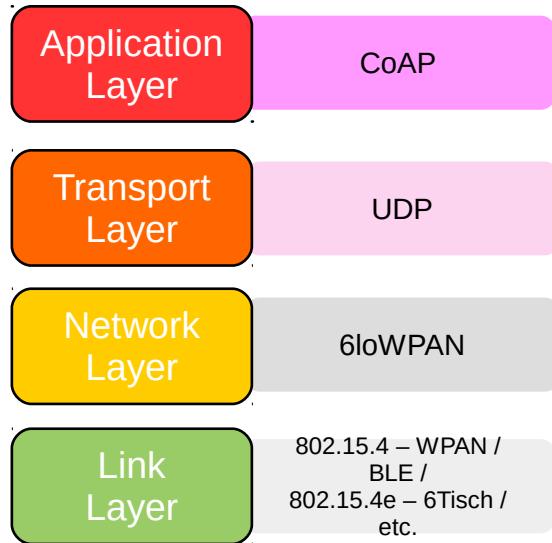 Application
Layer
CoAP
Transport
Layer
UDP
Network
Layer
6loWPAN
Link
Layer
802.15.4 – WPAN /
BLE /
802.15.4e – 6Tisch /
etc.